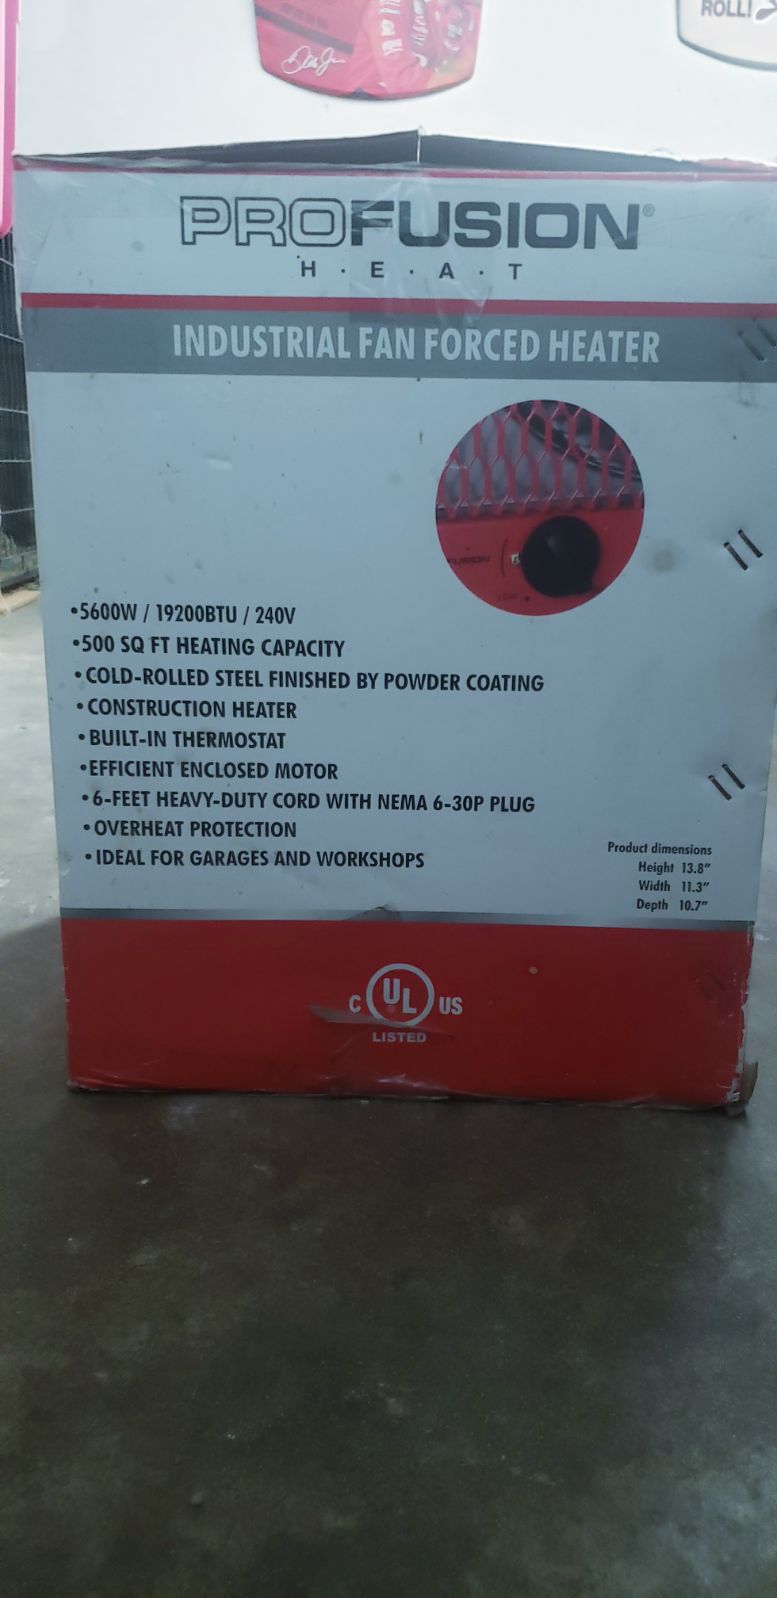 ROLL!
PROFUSION®
H·E·A·T
INDUSTRIAL FAN FORCED HEATER
•5600W / 19200BTU / 240V
•500 SQ FT HEATING CAPACITY
•COLD-ROLLED STEEL FINISHED BY POWDER COATING
•CONSTRUCTION HEATER
•BUILT-IN THERMOSTAT
•EFFICIENT ENCLOSED MOTOR
•6-FEET HEAVY-DUTY CORD WITH NEMA 6-30P PLUG
•OVERHEAT PROTECTION
•IDEAL FOR GARAGES AND WORKSHOPS
Product dimensions
Height 13.8"
Width 11.3"
Depth 10.7"
C UL US
LISTED